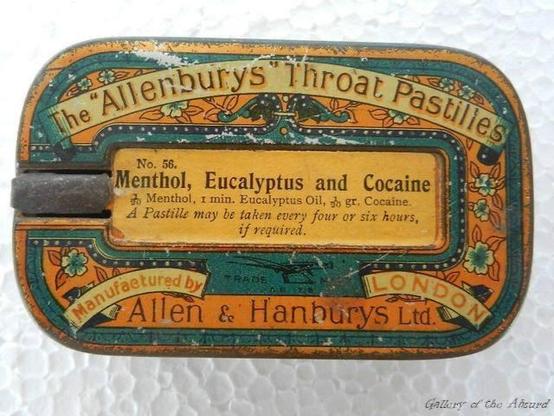 The "Allenburys" Throat Pastilles
No. 56.
Menthol, Eucalyptus and Cocaine
Menthol, 1 min. Eucalyptus Oil, gr. Cocaine.
A Pastille may be taken every four or six hours,
if required.
TRADE
Manufactured by
LONDON
Allen & Hanburys Ltd.
Gallery of the Absurd